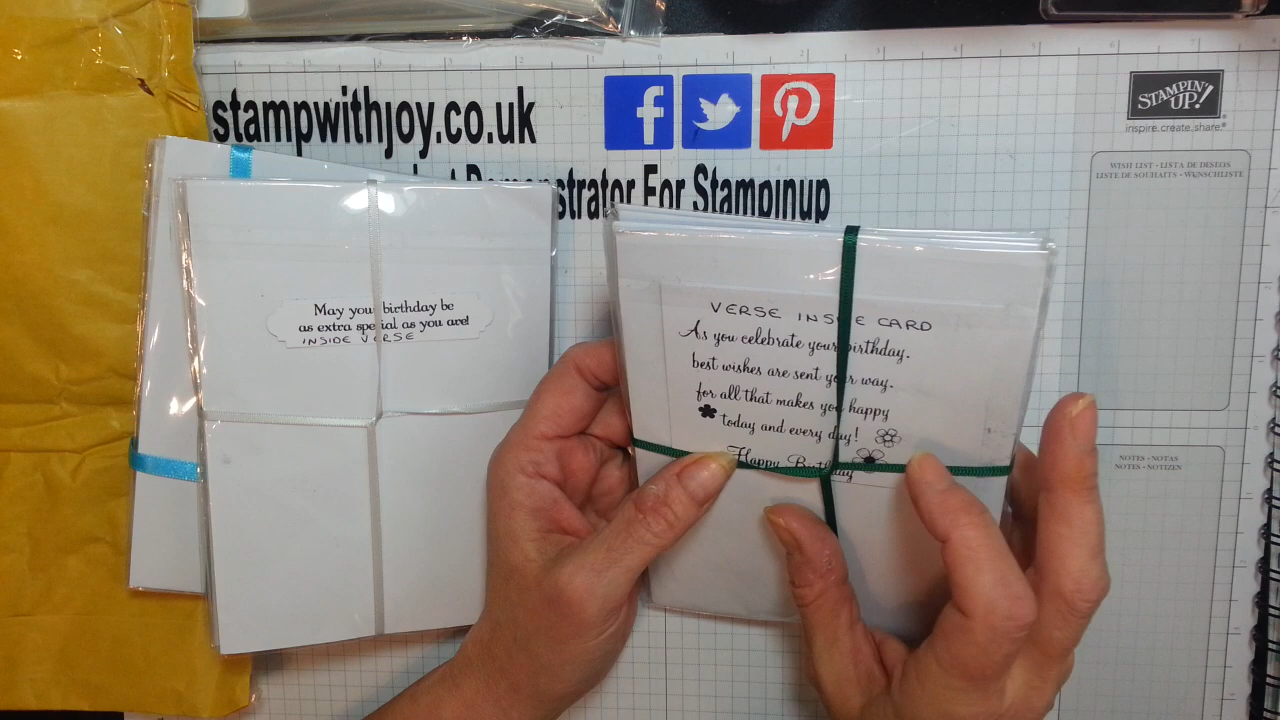 stampwithjoy.co.uk
Demonstrator For Stampinup
STAMPIN' UP!
inspire.create.share.
WISH LIST • LISTA DE DESEOS
LISTE DE SOUHAITS • WUNSCHLISTE
NOTES • NOTAS
NOTES • NOTIZEN
May your birthday be
as extra special as you are!
INSIDE VERSE
VERSE INSIDE CARD
As you celebrate your birthday,
best wishes are sent your way,
for all that makes you happy
today and every day!
Happy Birthday